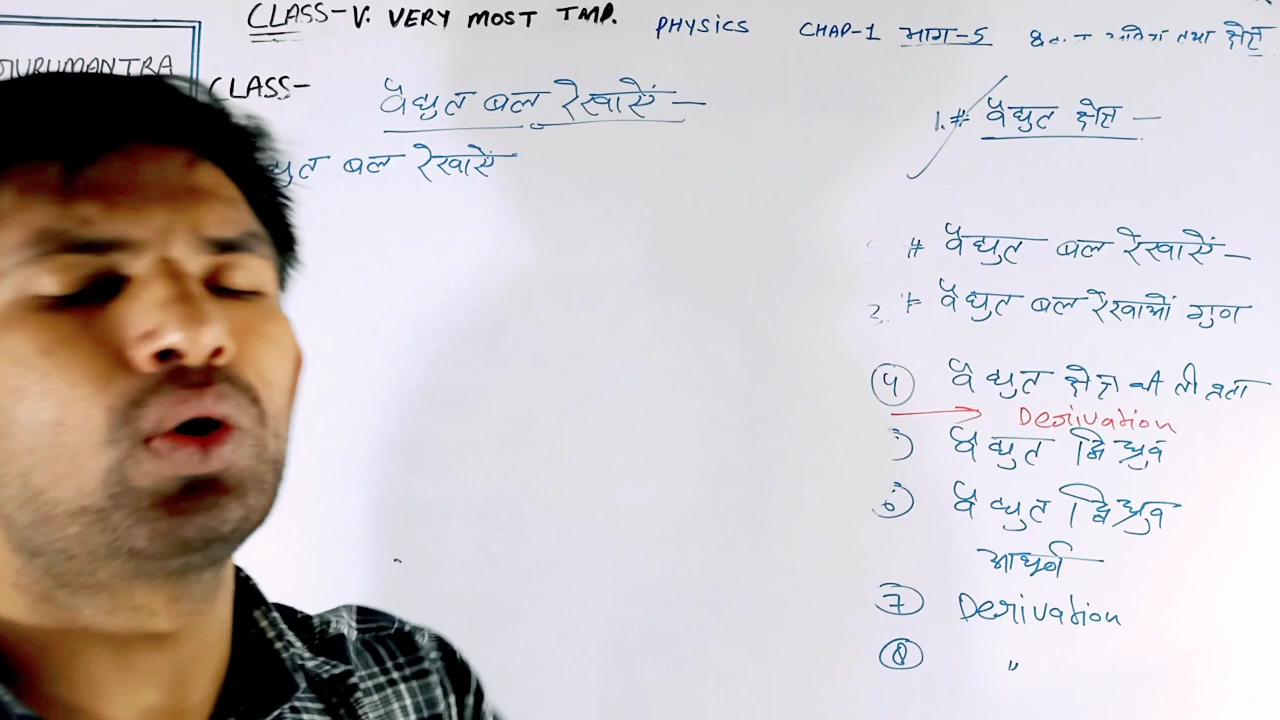 CLASS-V. VERY MOST IMP. PHYSICS CHAP-1 भाग-5 तथा क्षेत्र
GURUMANTRA
CLASS-
वैद्युत बल रेखाएं -
द्युत बल रेखाएं
1. # वैद्युत क्षेत्र -
# वैद्युत बल रेखाएं -
3. # वैद्युत बल रेखाओं गुण
4 वैद्युत क्षेत्र की तीव्रता
Derivation
5) वैद्युत द्विध्रुव
6) वैद्युत द्विध्रुव
आघूर्ण
7 Derivation
8 "